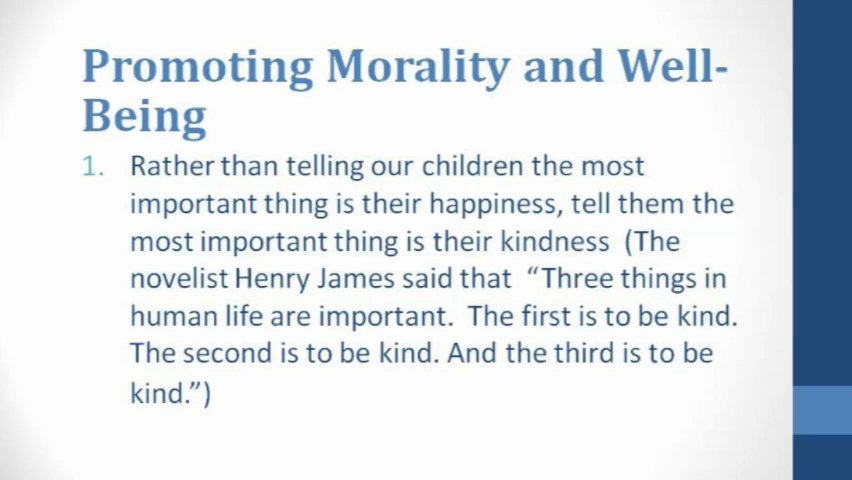 Promoting Morality and Well-
Being
1. Rather than telling our children the most
important thing is their happiness, tell them the
most important thing is their kindness  (The
novelist Henry James said that  “Three things in
human life are important.  The first is to be kind.
The second is to be kind. And the third is to be
kind.”)